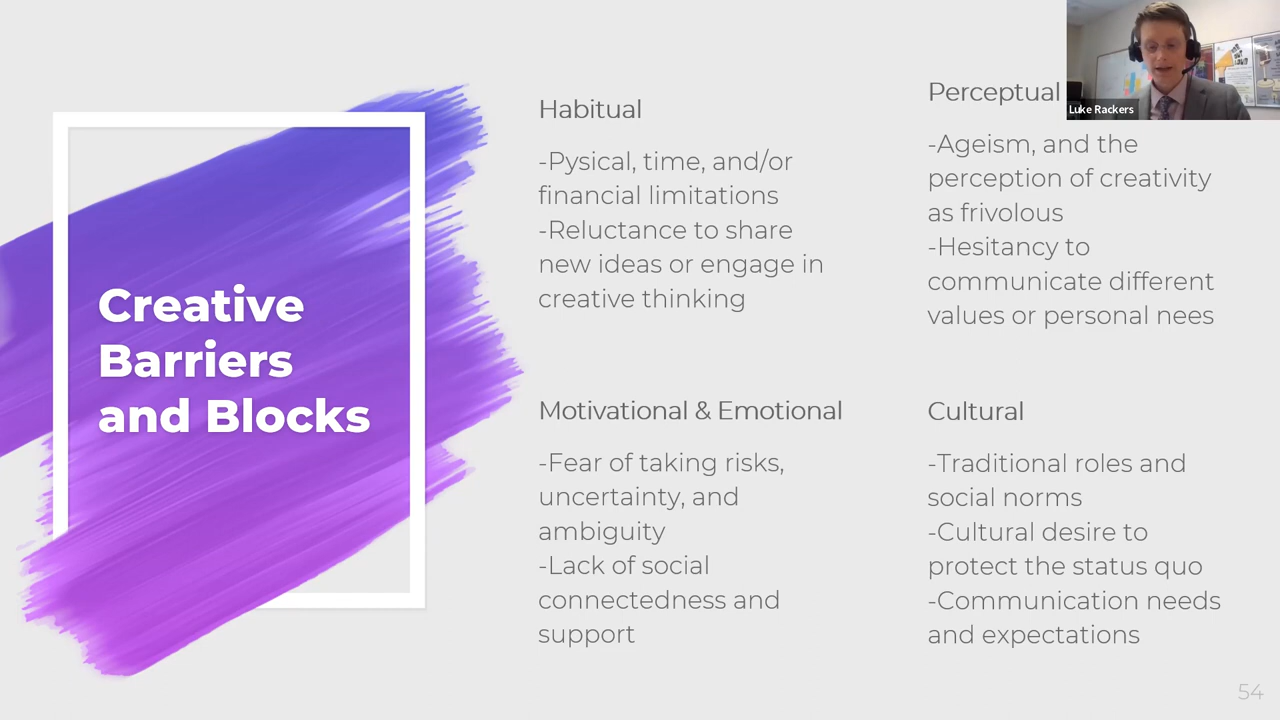 Creative
Barriers
and Blocks
Habitual
-Pysical, time, and/or
financial limitations
-Reluctance to share
new ideas or engage in
creative thinking
Perceptual
-Ageism, and the
perception of creativity
as frivolous
-Hesitancy to
communicate different
values or personal nees
Motivational & Emotional
-Fear of taking risks,
uncertainty, and
ambiguity
-Lack of social
connectedness and
support
Cultural
-Traditional roles and
social norms
-Cultural desire to
protect the status quo
-Communication needs
and expectations
Luke Rackers
54